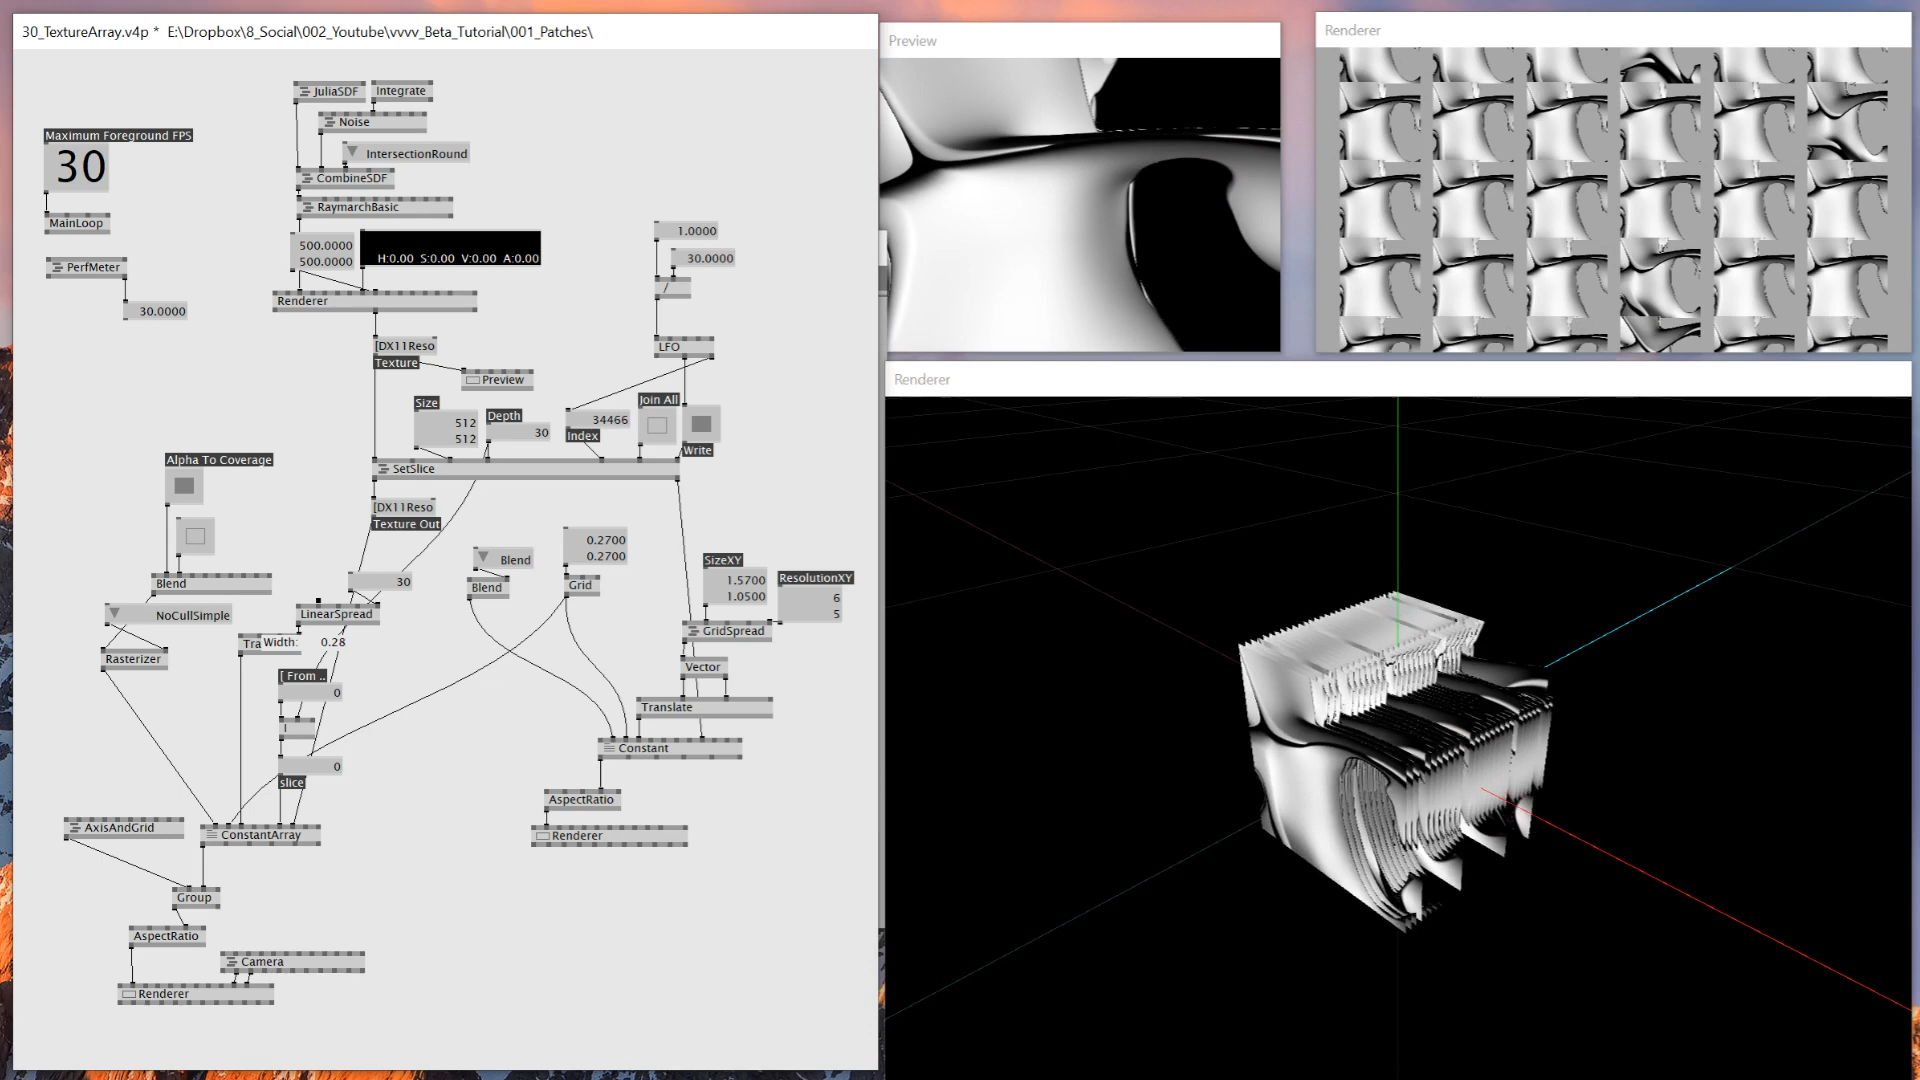 30_TextureArray.v4p *  E:\Dropbox\8_Social\002_Youtube\vvvv_Beta_Tutorial\001_Patches\
Preview
Renderer
JuliaSDF
Integrate
Noise
Maximum Foreground FPS
30
IntersectionRound
CombineSDF
RaymarchBasic
MainLoop
1.0000
500.0000
500.0000
H:0.00 S:0.00 V:0.00 A:0.00
30.0000
PerfMeter
/
Renderer
30.0000
[DX11Reso
Texture
LFO
Preview
Renderer
Size
512
512
Depth
30
34466
Index
Join All
Write
Alpha To Coverage
SetSlice
[DX11Reso
Texture Out
0.2700
0.2700
Blend
SizeXY
1.5700
1.0500
ResolutionXY
6
5
Blend
30
Blend
Grid
NoCullSimple
LinearSpread
GridSpread
Tra
Width: 0.28
Rasterizer
Vector
[ From ..
0
Translate
Constant
0
slice
AspectRatio
AxisAndGrid
ConstantArray
Renderer
Group
AspectRatio
Camera
Renderer